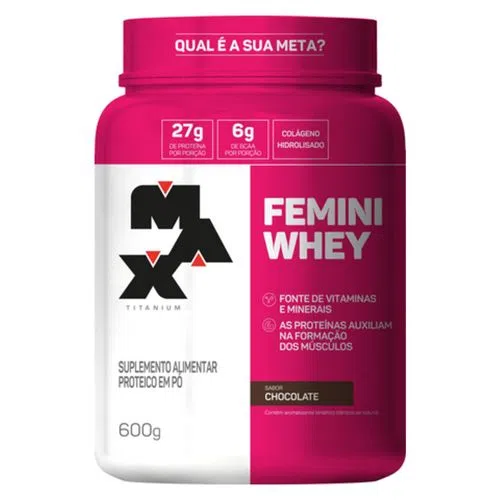 QUAL É A SUA META?
27g
DE PROTEÍNA
POR PORÇÃO
6g
DE BCAA
POR PORÇÃO
COLÁGENO
HIDROLISADO
MAX
TITANIUM
SUPLEMENTO ALIMENTAR
PROTEICO EM PÓ
600g
FEMINI
WHEY
FONTE DE VITAMINAS
E MINERAIS
AS PROTEÍNAS AUXILIAM
NA FORMAÇÃO
DOS MÚSCULOS
SABOR
CHOCOLATE